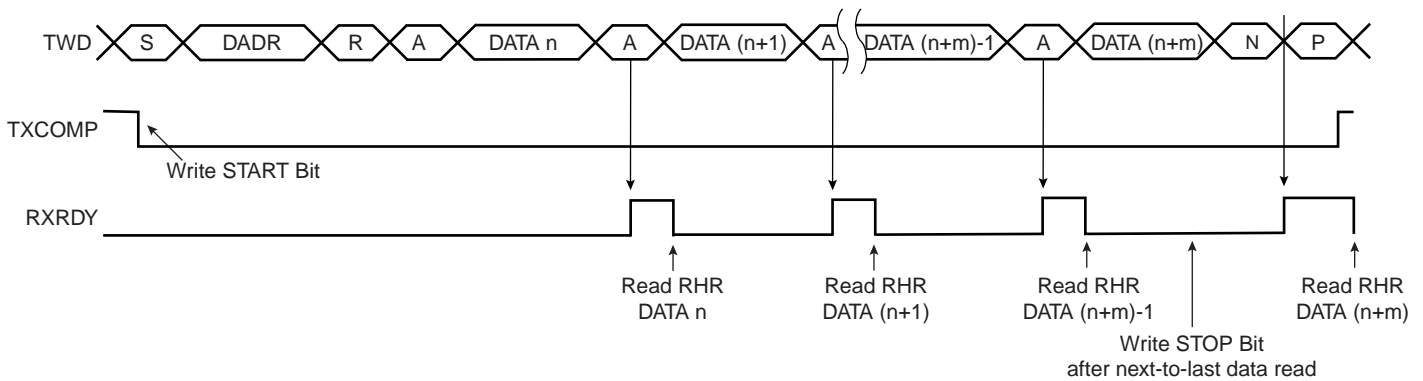 TWD S DADR R A DATA n A DATA (n+1) A DATA (n+m)-1 A DATA (n+m) N P
TXCOMP
Write START Bit
RXRDY
Read RHR
DATA n
Read RHR
DATA (n+1)
Read RHR
DATA (n+m)-1
Read RHR
DATA (n+m)
Write STOP Bit
after next-to-last data read